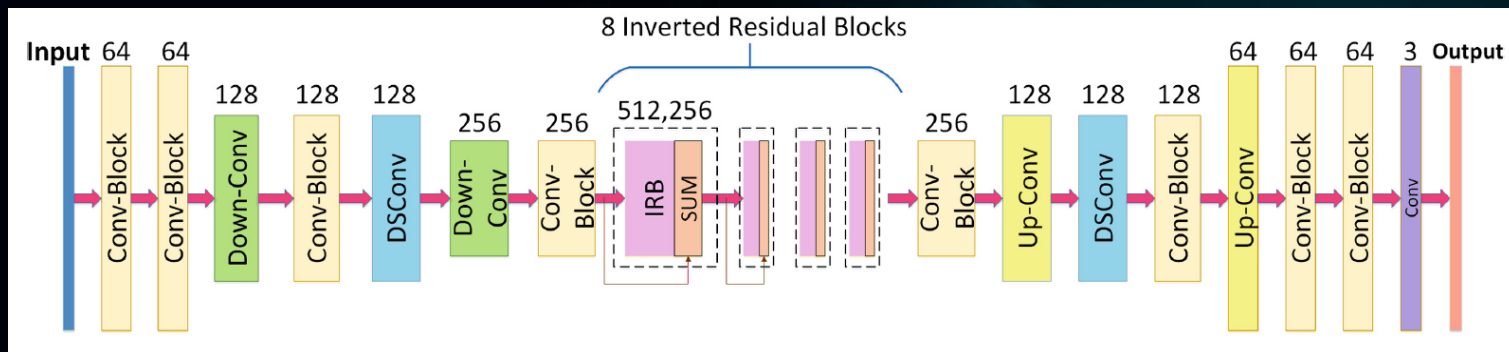 8 Inverted Residual Blocks
Input
64
64
128
128
128
256
256
512,256
256
128
128
128
64
64
64
3
Output
Conv-Block
Conv-Block
Down-Conv
Conv-Block
DSConv
Down-
Conv
Conv-
Block
IRB
SUM
Conv-
Block
Up-Conv
DSConv
Conv-Block
Up-Conv
Conv-Block
Conv-Block
Conv